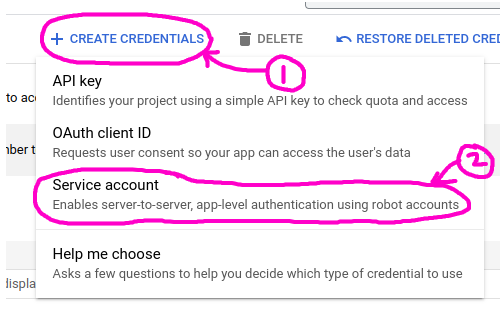 + CREATE CREDENTIALS DELETE RESTORE DELETED CRED
1
API key
to acc
Identifies your project using a simple API key to check quota and access
OAuth client ID
mber t
Requests user consent so your app can access the user's data
2
Service account
Enables server-to-server, app-level authentication using robot accounts
Help me choose
Asks a few questions to help you decide which type of credential to use
displa